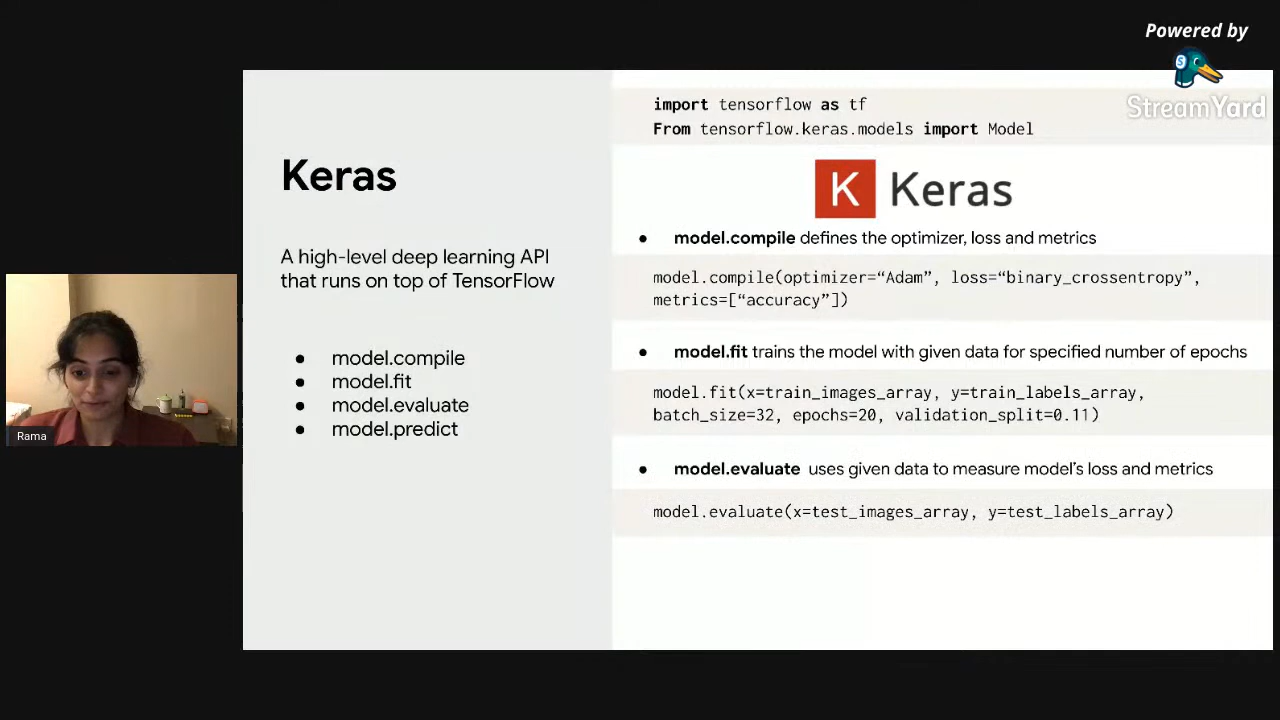 Powered by
S
StreamYard
Keras
A high-level deep learning API
that runs on top of TensorFlow
● model.compile
● model.fit
● model.evaluate
● model.predict
Rama
import tensorflow as tf
From tensorflow.keras.models import Model
K Keras
● model.compile defines the optimizer, loss and metrics
model.compile(optimizer=“Adam”, loss=“binary_crossentropy”,
metrics=[“accuracy”])
● model.fit trains the model with given data for specified number of epochs
model.fit(x=train_images_array, y=train_labels_array,
batch_size=32, epochs=20, validation_split=0.11)
● model.evaluate uses given data to measure model’s loss and metrics
model.evaluate(x=test_images_array, y=test_labels_array)